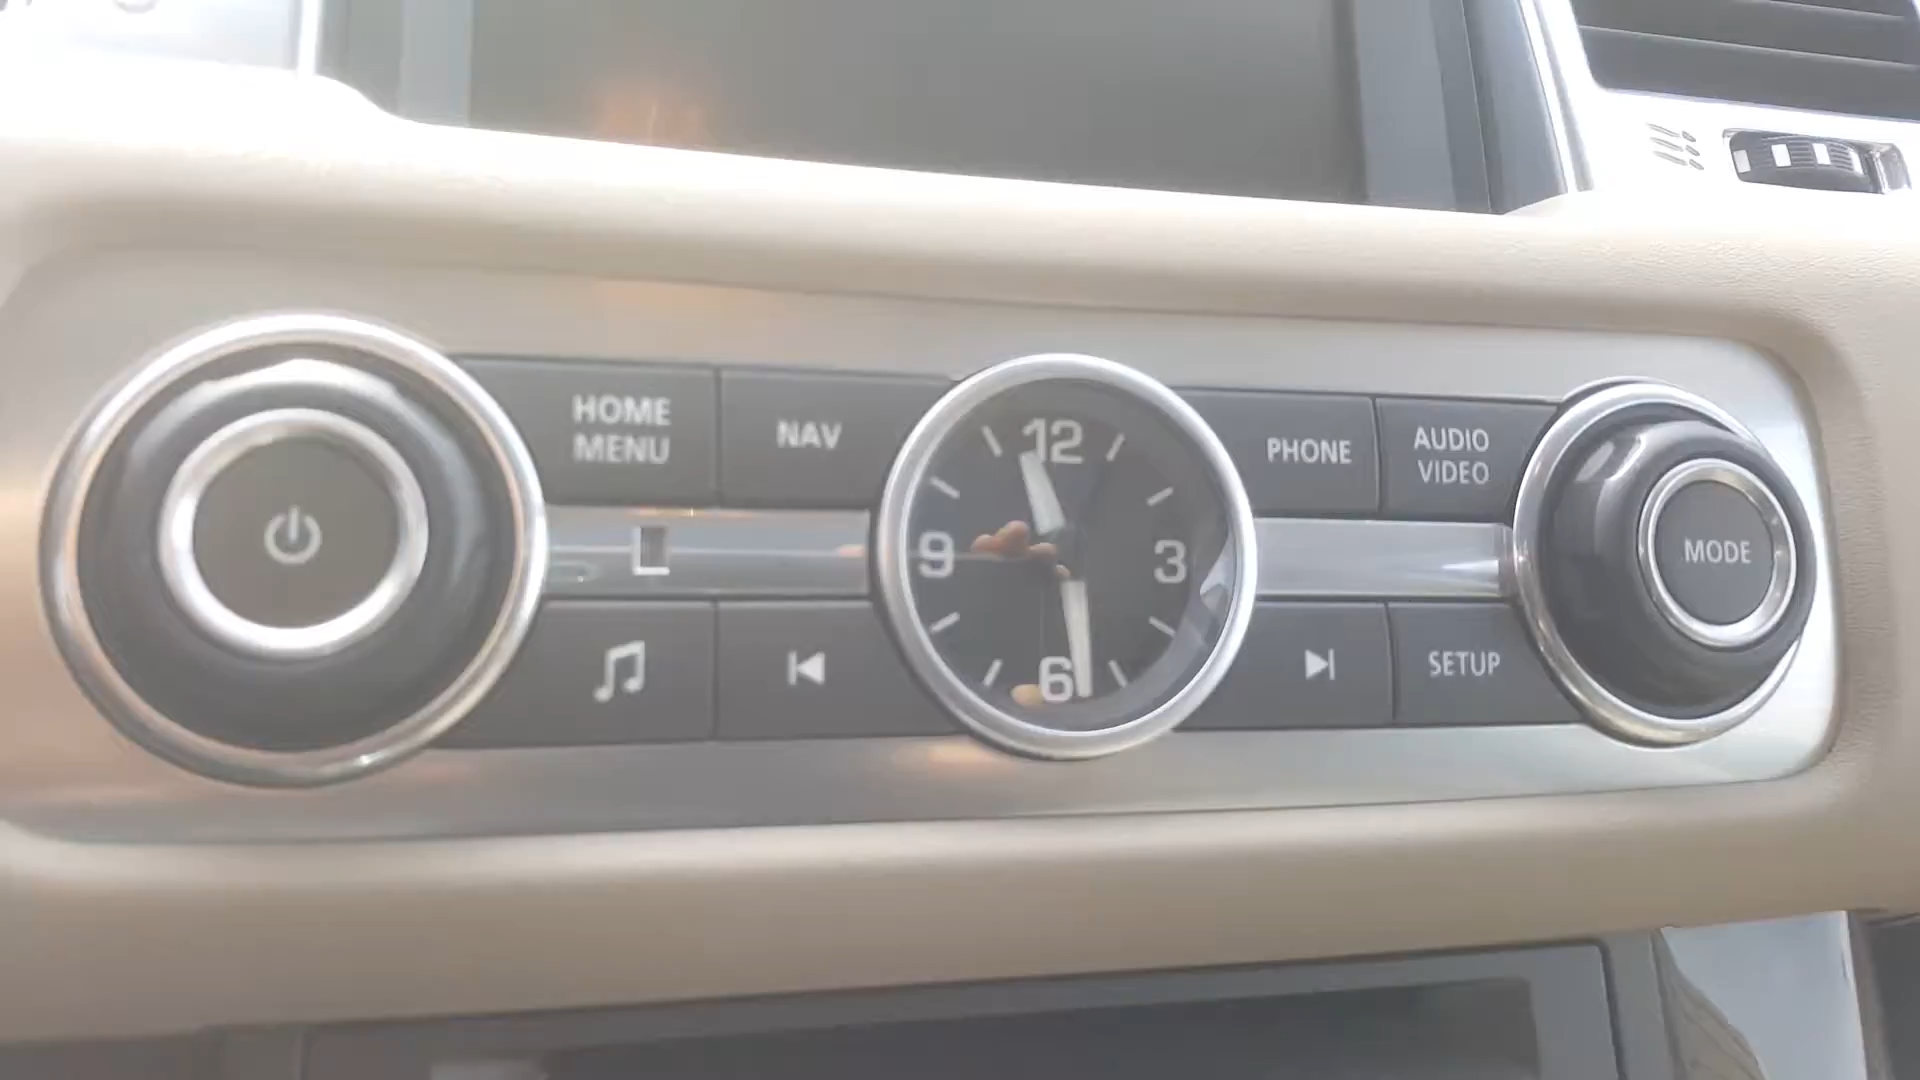 HOME
MENU
NAV
12
9
3
6
PHONE
AUDIO
VIDEO
MODE
SETUP